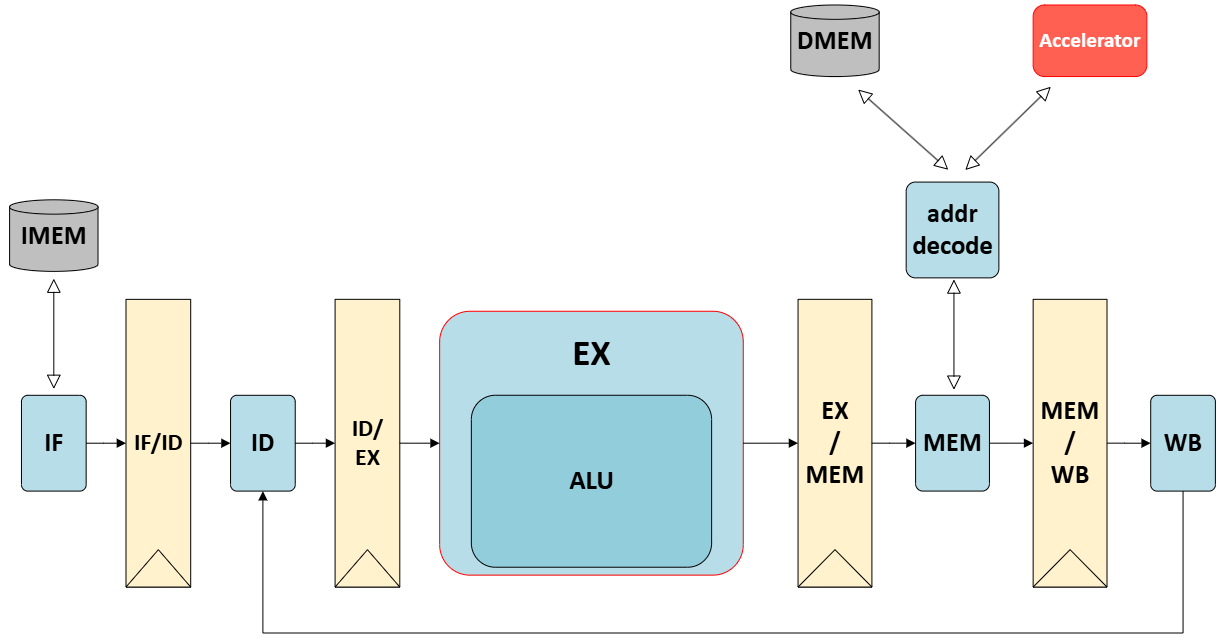 DMEM
Accelerator
IMEM
addr
decode
EX
IF
IF/ID
ID
ID/
EX
ALU
EX
/
MEM
MEM
MEM
/
WB
WB